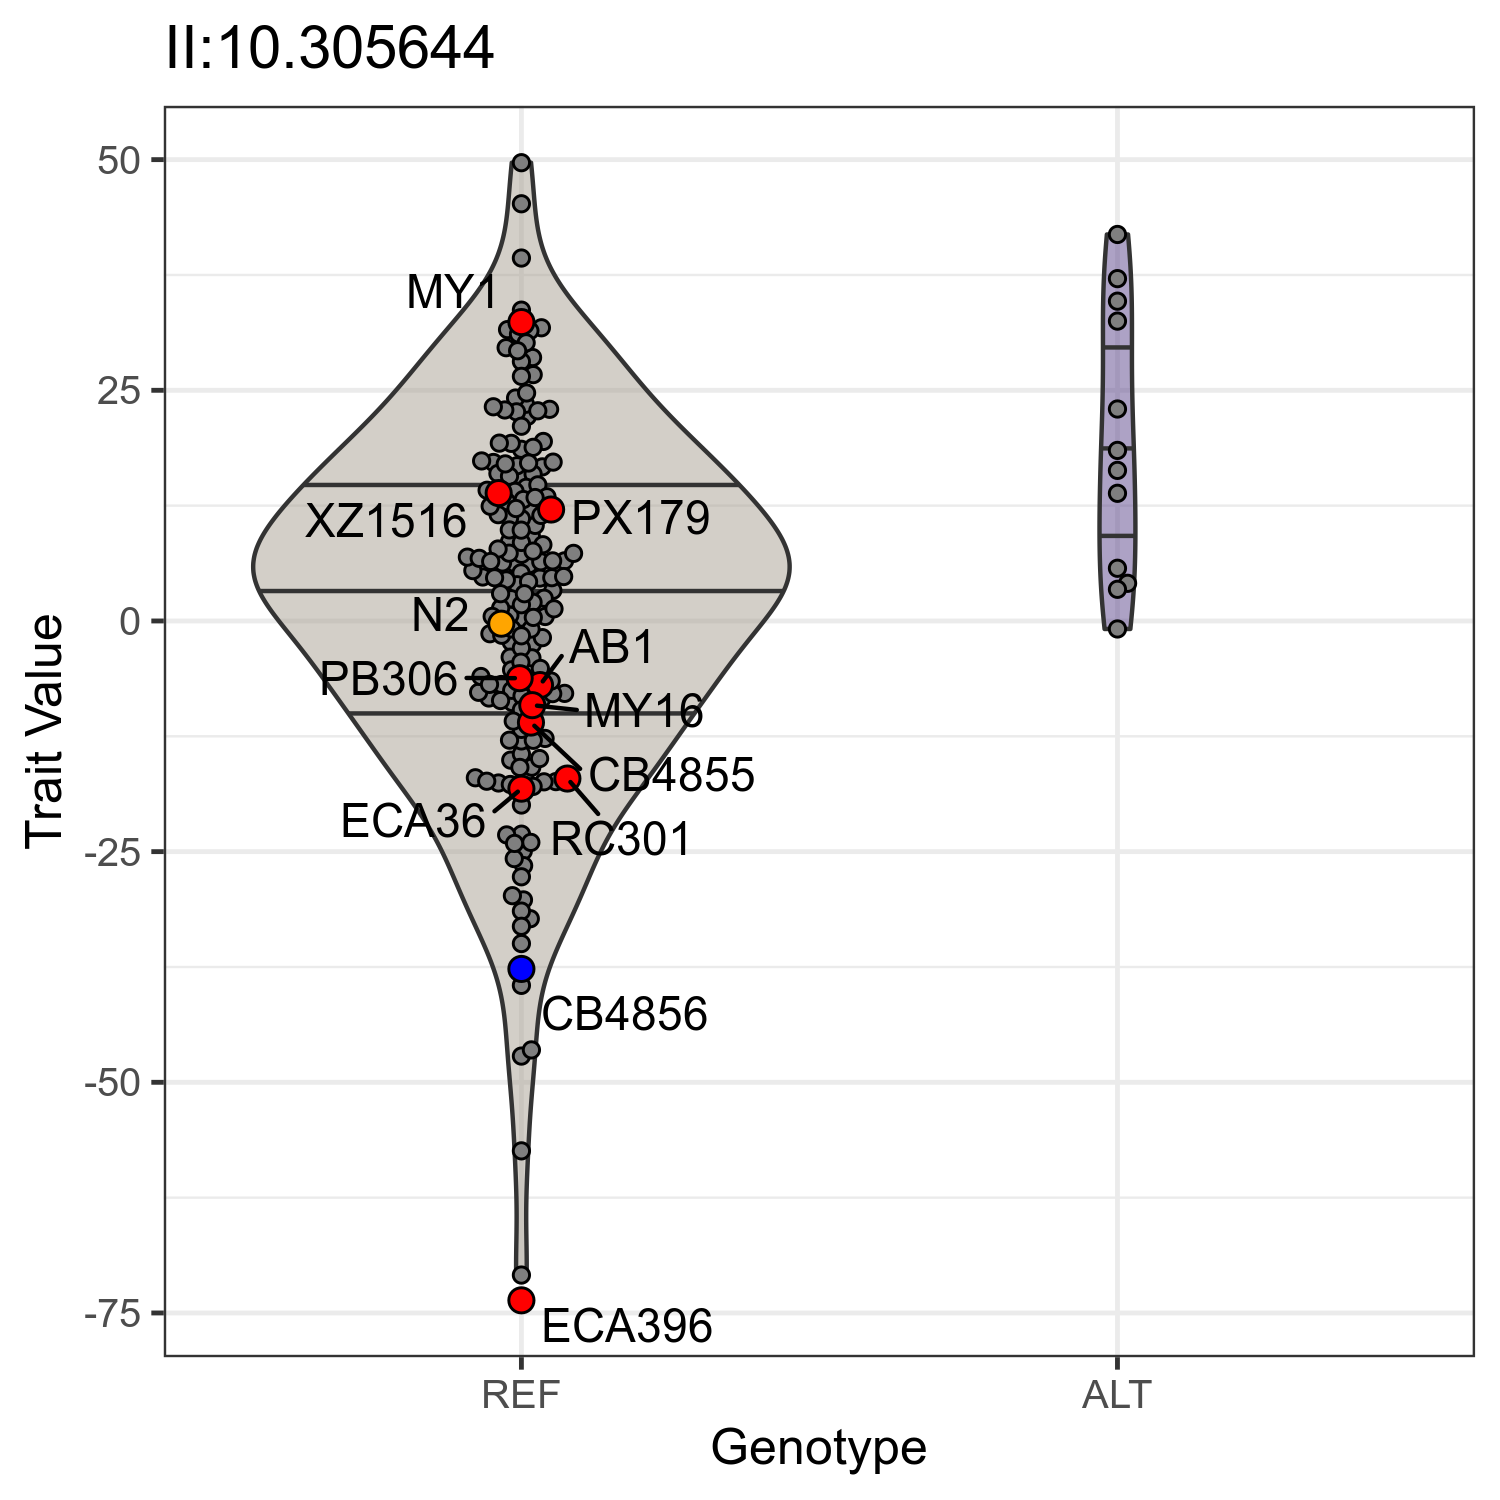 II:10.305644
50
25
0
-25
-50
-75
Trait Value
MY1
XZ1516
PX179
N2
AB1
PB306
MY16
CB4855
ECA36
RC301
CB4856
ECA396
REF
ALT
Genotype